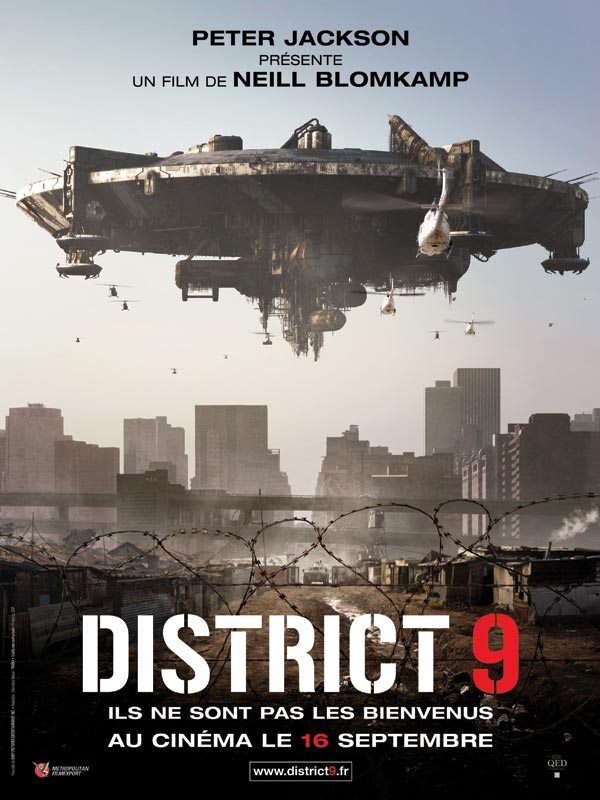 PETER JACKSON
PRÉSENTE
UN FILM DE NEILL BLOMKAMP
DISTRICT 9
ILS NE SONT PAS LES BIENVENUS
AU CINÉMA LE 16 SEPTEMBRE
METROPOLITAN
FILMEXPORT
www.district9.fr
QED